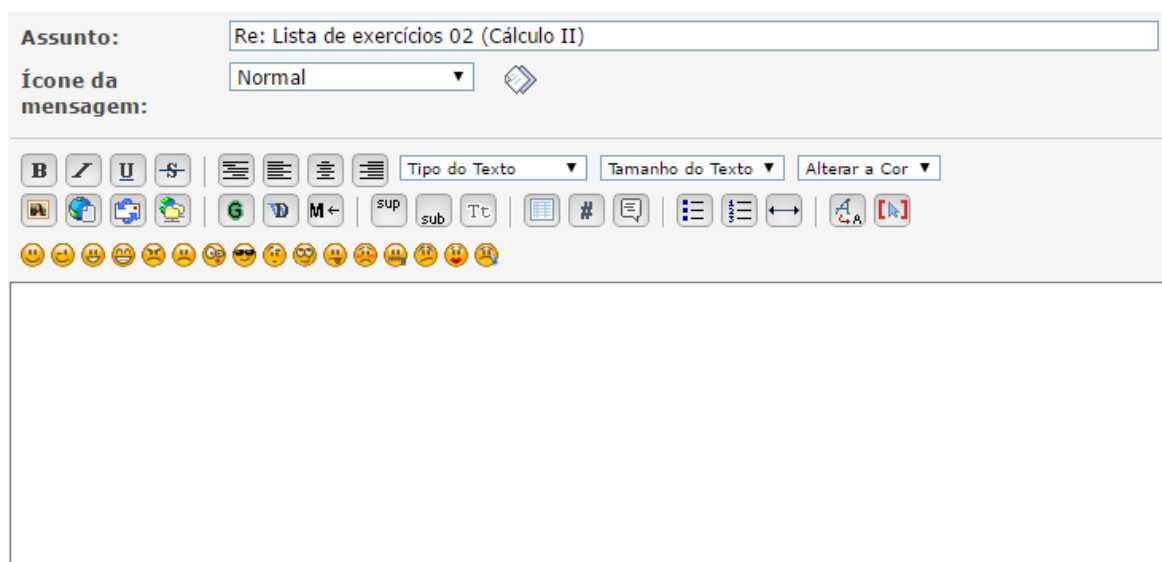 Assunto: Re: Lista de exercícios 02 (Cálculo II)
Ícone da mensagem: Normal
B I U S Tipo do Texto Tamanho do Texto Alterar a Cor
G D M sup sub Tt # A A